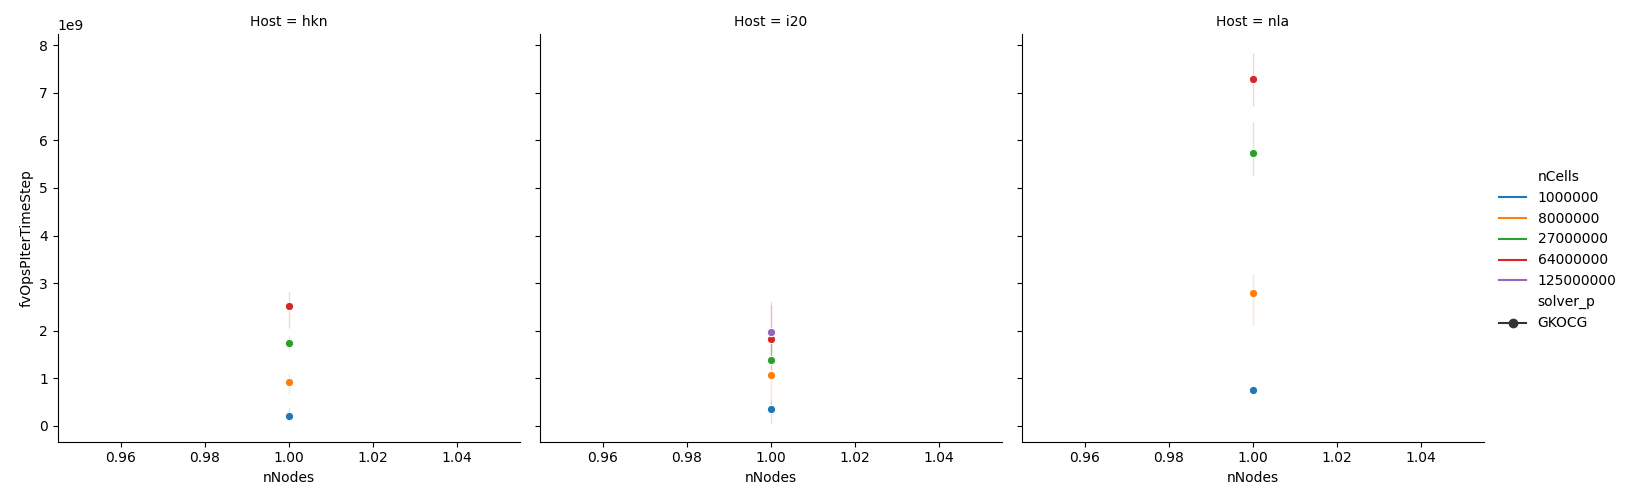 Host = hkn
Host = i20
Host = nla
1e9
8
7
6
5
4
3
2
1
0
fvOpsPIterTimeStep
0.96 0.98 1.00 1.02 1.04
0.96 0.98 1.00 1.02 1.04
0.96 0.98 1.00 1.02 1.04
nNodes
nNodes
nNodes
nCells
1000000
8000000
27000000
64000000
125000000
solver_p
GKOCG